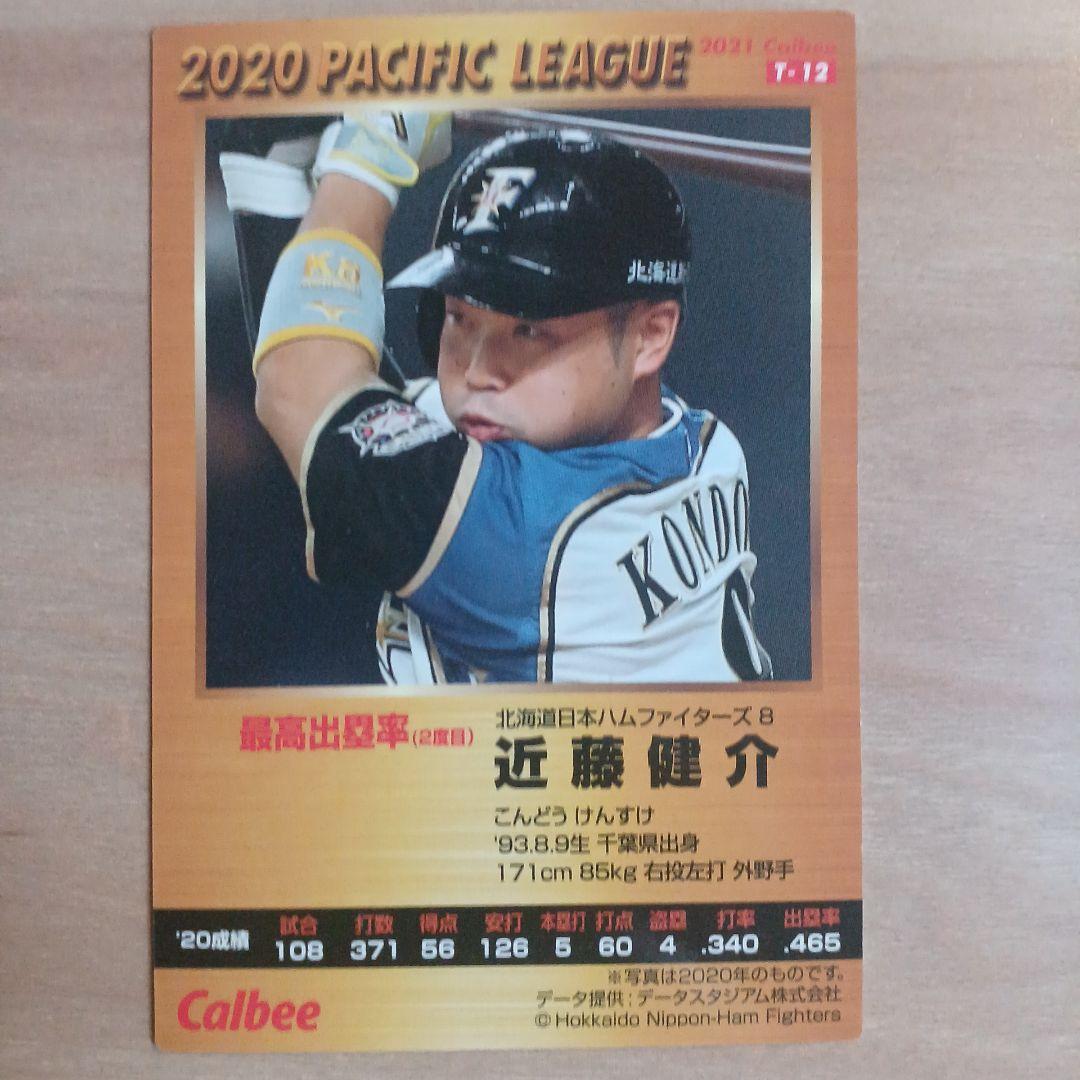 2020 PACIFIC LEAGUE
2021 Calbee
T-12
F
北海道
KONDO
最高出塁率(2度目)
北海道日本ハムファイターズ 8
近藤健介
こんどう けんすけ
'93.8.9生 千葉県出身
171cm 85kg 右投左打 外野手
試合 打数 得点 安打 本塁打 打点 盗塁 打率 出塁率
'20成績 108 371 56 126 5 60 4 .340 .465
※写真は2020年のものです。
データ提供：データスタジアム株式会社
Calbee
© Hokkaido Nippon-Ham Fighters